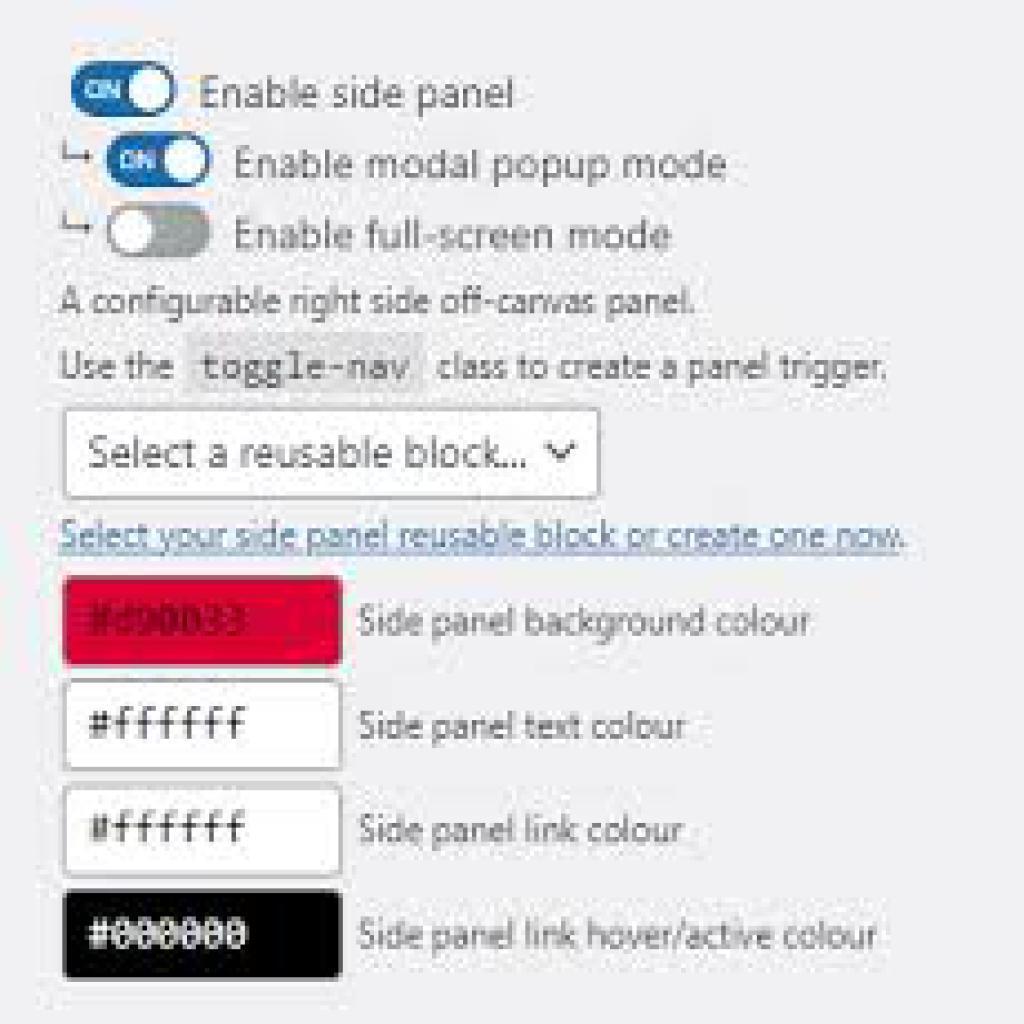 ON Enable side panel
ON Enable modal popup mode
Enable full-screen mode
A configurable right side off-canvas panel.
Use the toggle-nav class to create a panel trigger.
Select a reusable block...
Select your side panel reusable block or create one now.
#d90033 Side panel background colour
#ffffff Side panel text colour
#ffffff Side panel link colour
#000000 Side panel link hover/active colour